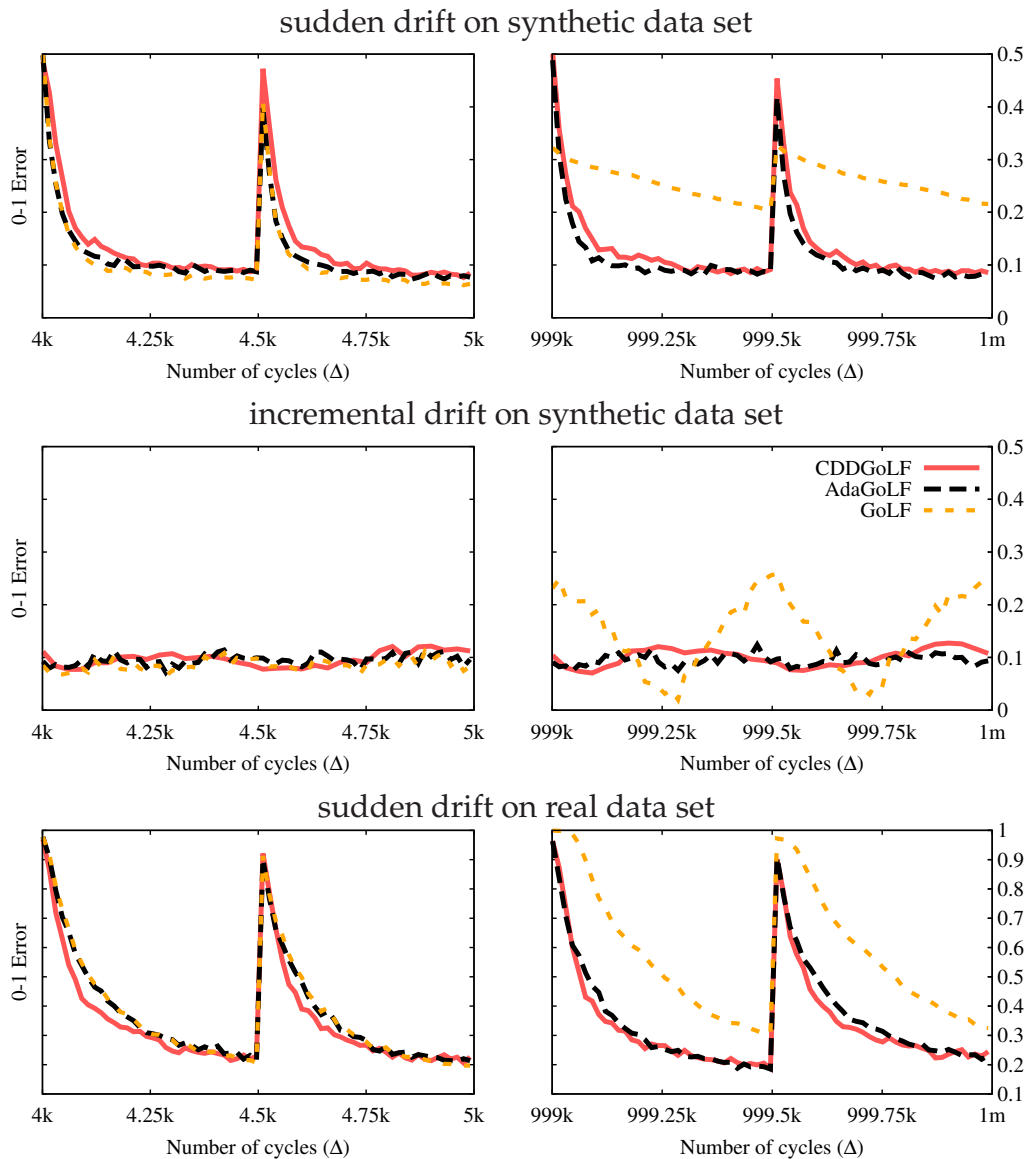 sudden drift on synthetic data set
0-1 Error
4k 4.25k 4.5k 4.75k 5k
Number of cycles (Δ)
0.5
0.4
0.3
0.2
0.1
0
999k 999.25k 999.5k 999.75k 1m
Number of cycles (Δ)
incremental drift on synthetic data set
0-1 Error
4k 4.25k 4.5k 4.75k 5k
Number of cycles (Δ)
CDDGoLF
AdaGoLF
GoLF
0.5
0.4
0.3
0.2
0.1
0
999k 999.25k 999.5k 999.75k 1m
Number of cycles (Δ)
sudden drift on real data set
0-1 Error
4k 4.25k 4.5k 4.75k 5k
Number of cycles (Δ)
1
0.9
0.8
0.7
0.6
0.5
0.4
0.3
0.2
0.1
999k 999.25k 999.5k 999.75k 1m
Number of cycles (Δ)